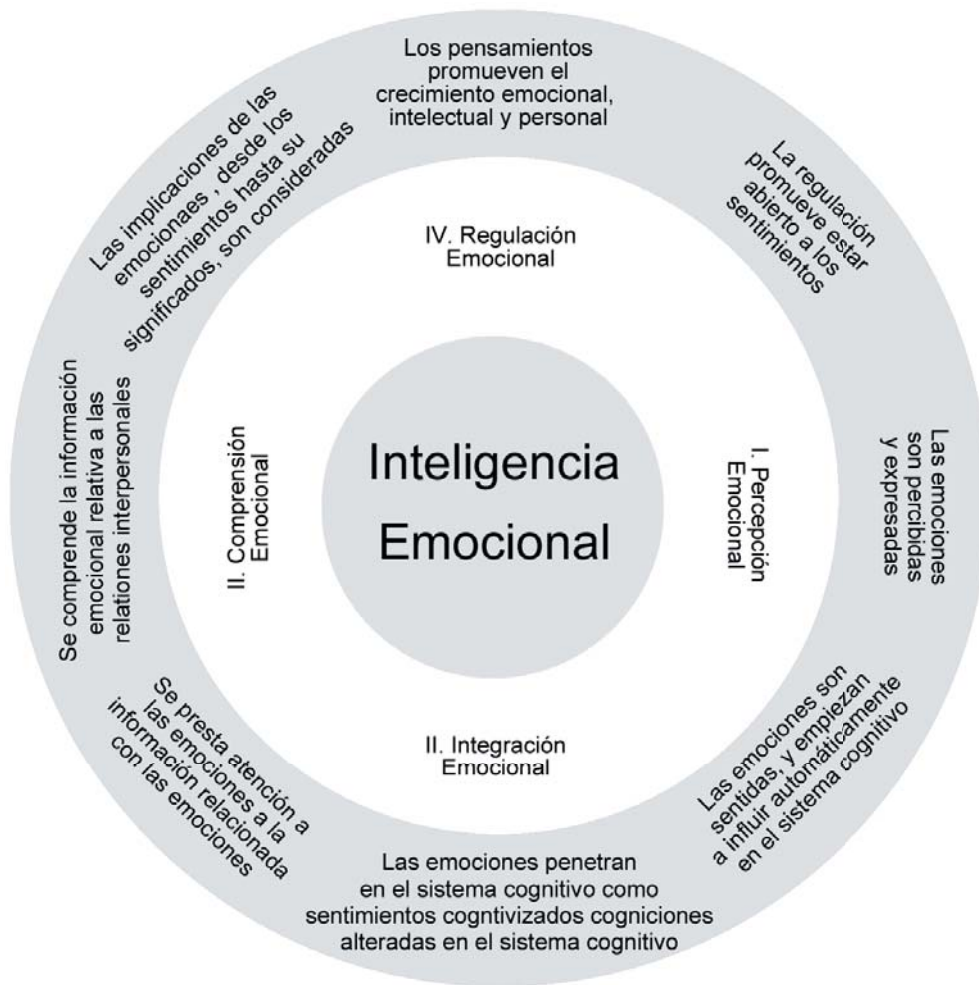 Los pensamientos
promueven el
crecimiento emocional,
intelectual y personal
La regulación
promueve estar
abierto a los
sentimientos
Las emociones
son percibidas
y expresadas
Las emociones son
sentidas, y empiezan
a influir automáticamente
en el sistema cognitivo
Las emociones penetran
en el sistema cognitivo como
sentimientos cogntivizados cogniciones
alteradas en el sistema cognitivo
Se presta atención a
las emociones a la
información relacionada
con las emociones
Se comprende la información
emocional relativa a las
relationes interpersonales
Las implicaciones de las
emocionaes , desde los
sentimientos hasta su
significados, son consideradas
IV. Regulación
Emocional
I. Percepción
Emocional
II. Integración
Emocional
II. Comprensión
Emocional
Inteligencia
Emocional